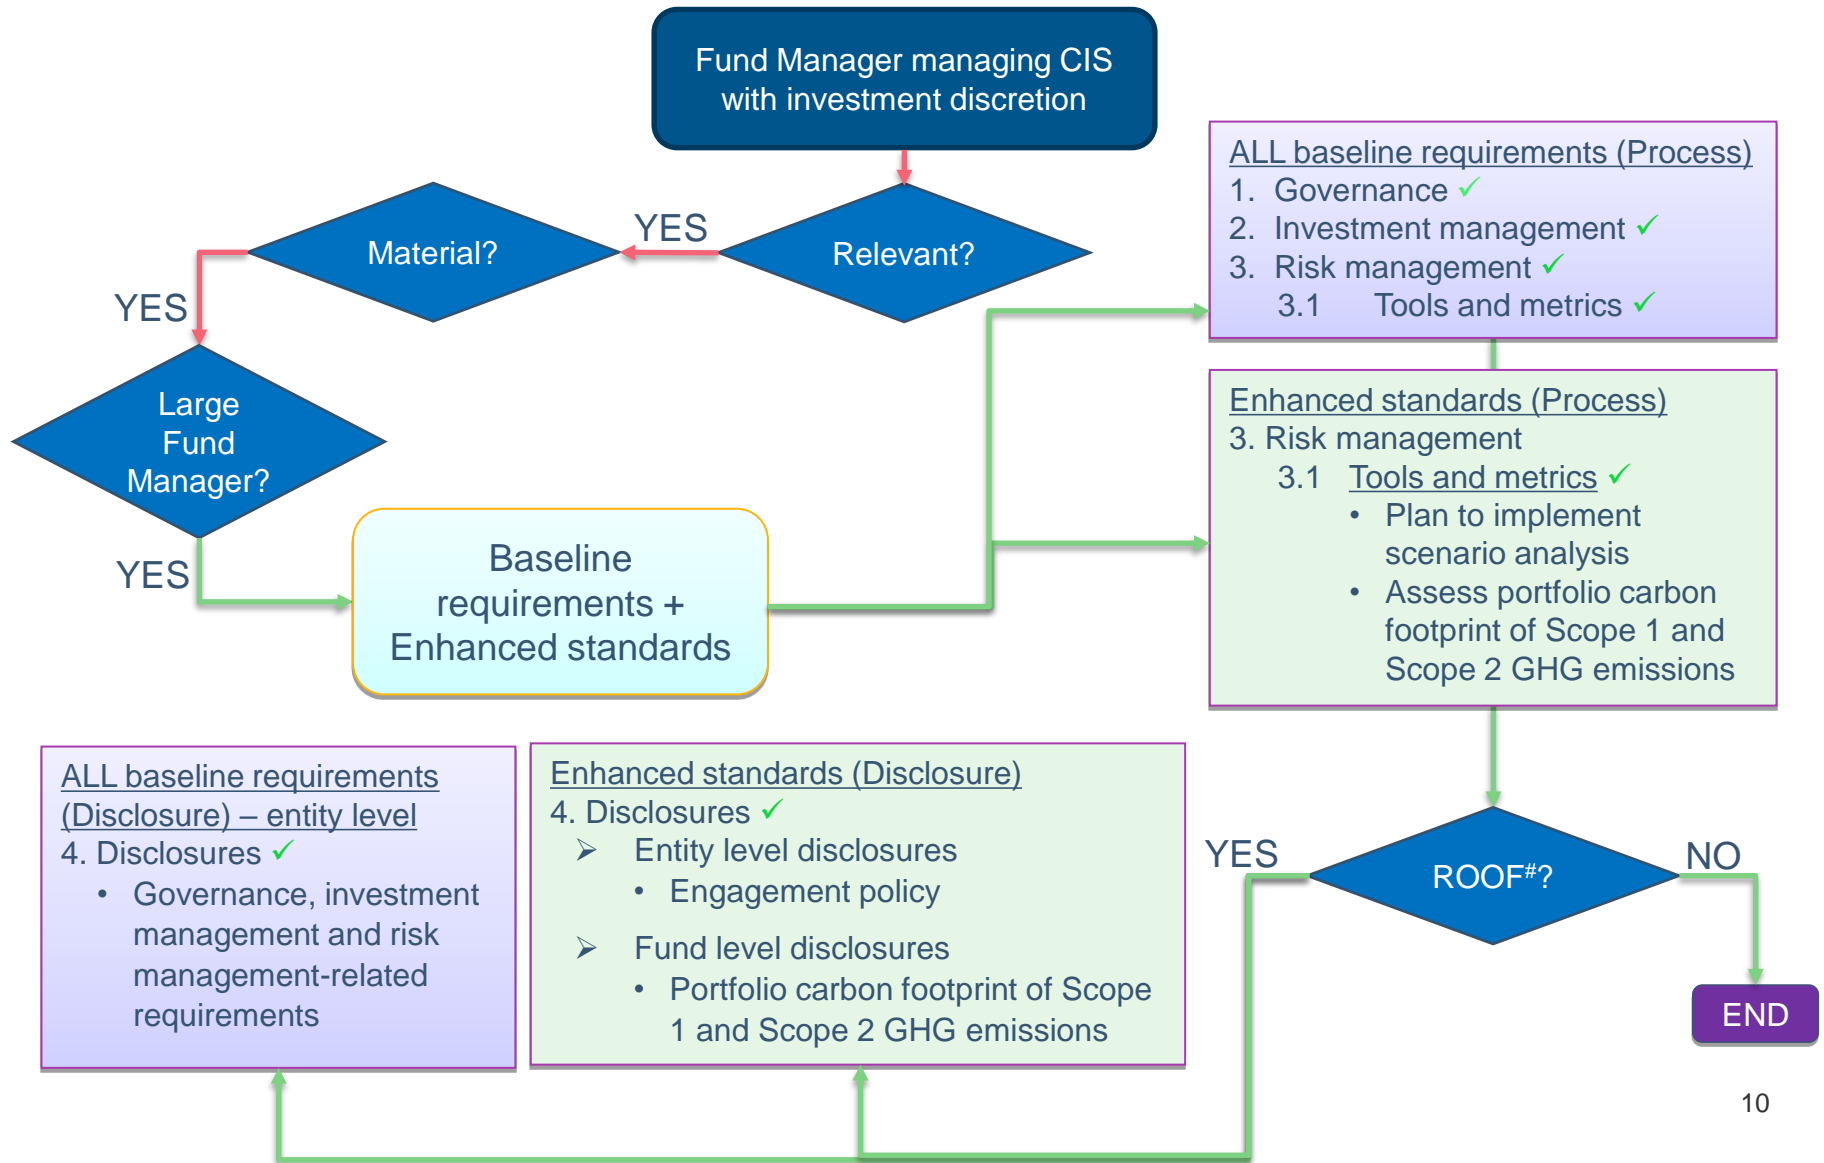 Fund Manager managing CIS
with investment discretion
Relevant?
YES
Material?
YES
Large
Fund
Manager?
YES
Baseline
requirements +
Enhanced standards
ALL baseline requirements (Process)
1. Governance ✓
2. Investment management ✓
3. Risk management ✓
3.1 Tools and metrics ✓
Enhanced standards (Process)
3. Risk management
3.1 Tools and metrics ✓
• Plan to implement
scenario analysis
• Assess portfolio carbon
footprint of Scope 1 and
Scope 2 GHG emissions
ROOF#?
YES
NO
END
ALL baseline requirements
(Disclosure) – entity level
4. Disclosures ✓
• Governance, investment
management and risk
management-related
requirements
Enhanced standards (Disclosure)
4. Disclosures ✓
➢ Entity level disclosures
• Engagement policy
➢ Fund level disclosures
• Portfolio carbon footprint of Scope
1 and Scope 2 GHG emissions
10